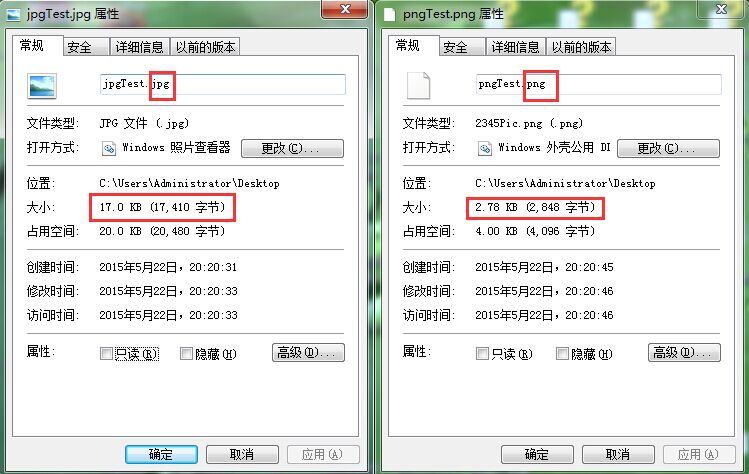 jpgTest.jpg 属性
常规 安全 详细信息 以前的版本
jpgTest.jpg
文件类型: JPG 文件 (.jpg)
打开方式: Windows 照片查看器 更改(C)...
位置: C:\Users\Administrator\Desktop
大小: 17.0 KB (17,410 字节)
占用空间: 20.0 KB (20,480 字节)
创建时间: 2015年5月22日，20:20:31
修改时间: 2015年5月22日，20:20:33
访问时间: 2015年5月22日，20:20:33
属性: 只读(R) 隐藏(H) 高级(D)...
确定 取消 应用(A)
pngTest.png 属性
常规 安全 详细信息 以前的版本
pngTest.png
文件类型: 2345Pic.png (.png)
打开方式: Windows 外壳公用 DI 更改(C)...
位置: C:\Users\Administrator\Desktop
大小: 2.78 KB (2,848 字节)
占用空间: 4.00 KB (4,096 字节)
创建时间: 2015年5月22日，20:20:45
修改时间: 2015年5月22日，20:20:46
访问时间: 2015年5月22日，20:20:46
属性: 只读(R) 隐藏(H) 高级(D)...
确定 取消 应用(A)